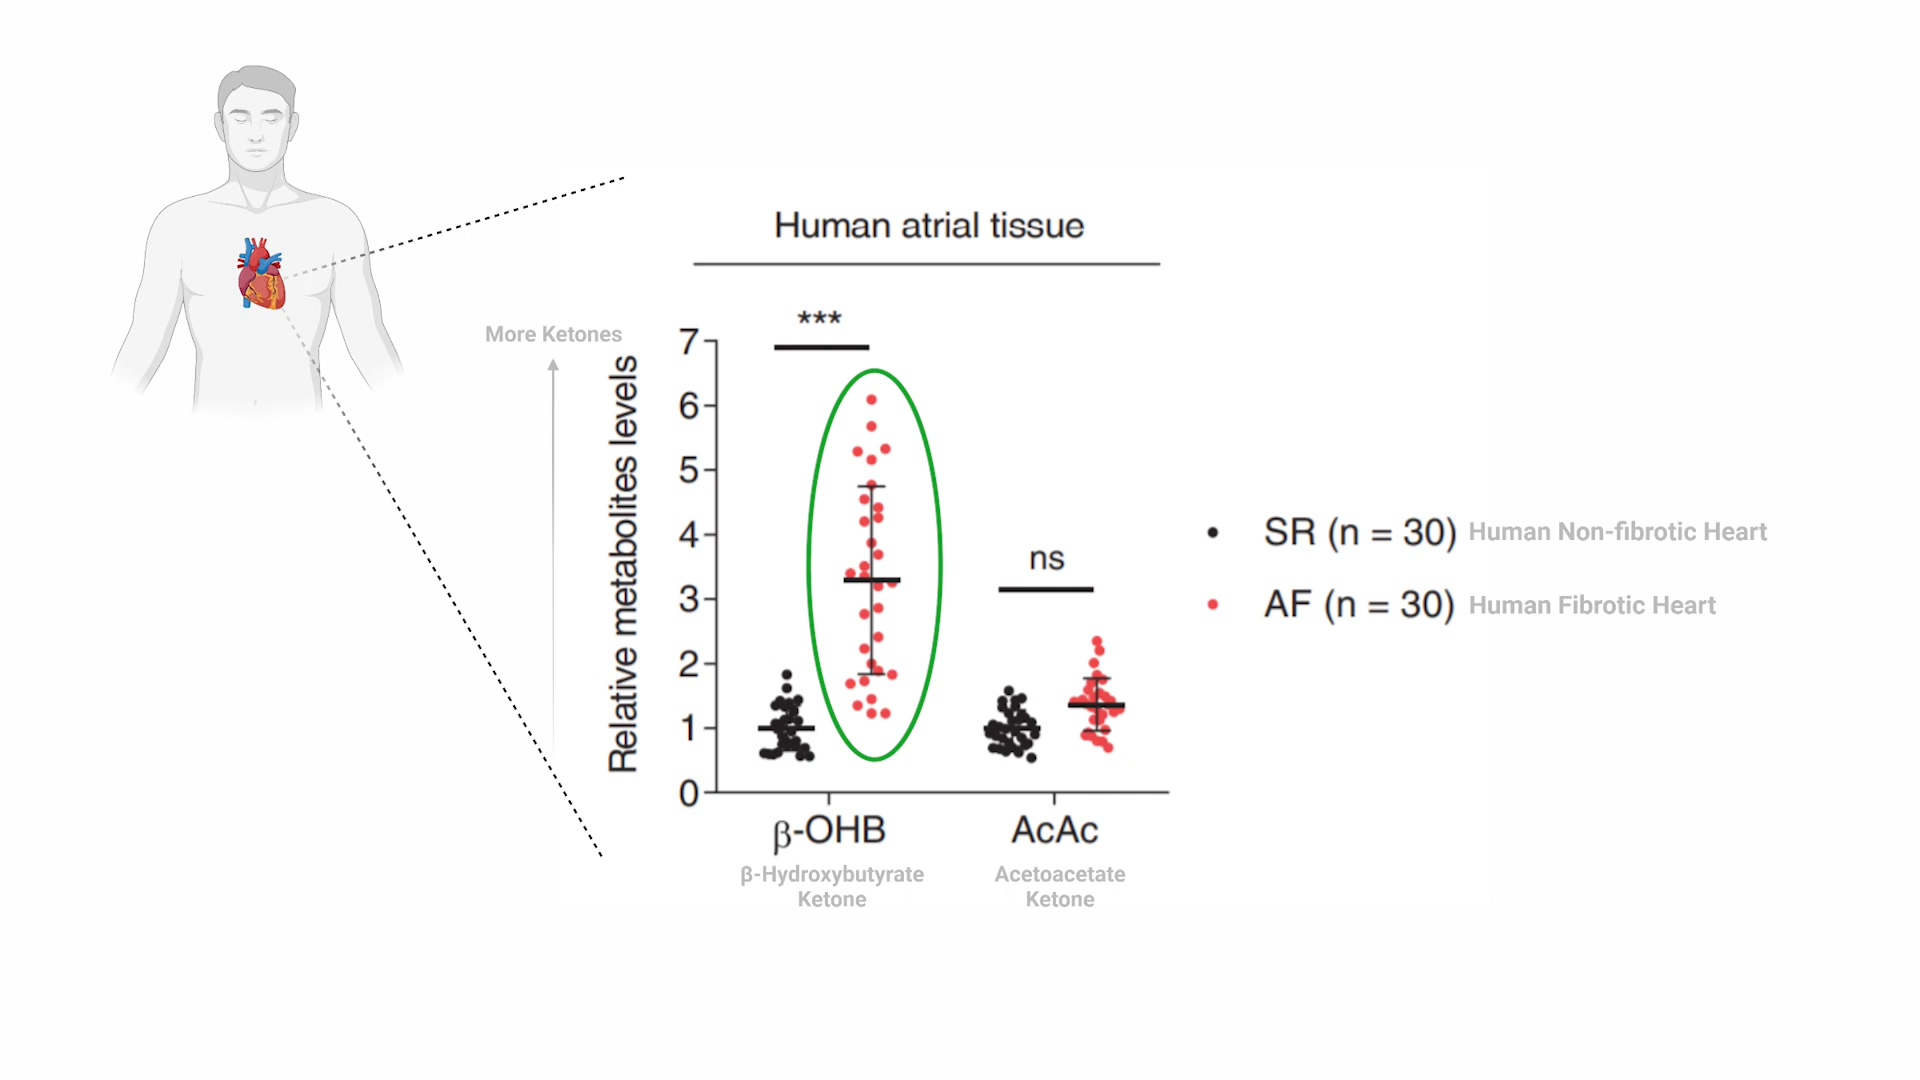 Human atrial tissue
***
More Ketones
Relative metabolites levels
7
6
5
4
3
2
1
0
ns
β-OHB
AcAc
β-Hydroxybutyrate
Ketone
Acetoacetate
Ketone
SR (n = 30) Human Non-fibrotic Heart
AF (n = 30) Human Fibrotic Heart